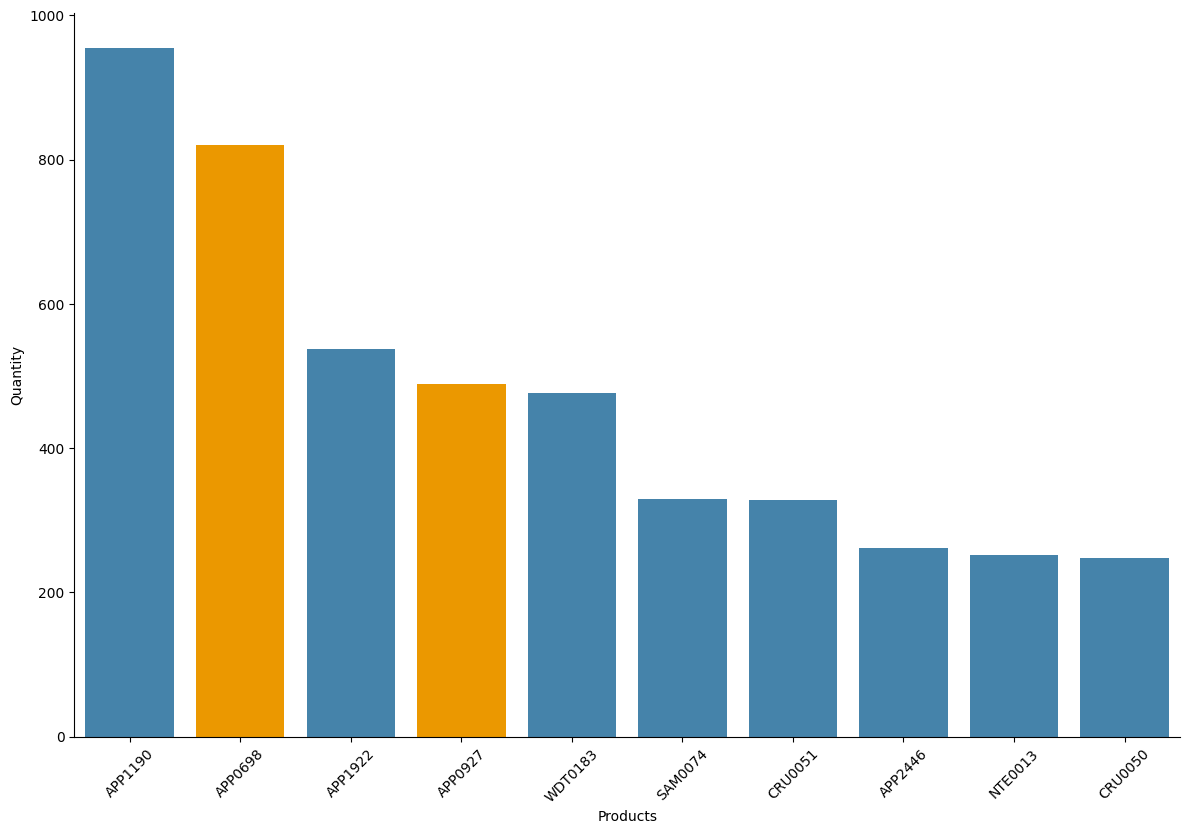 1000
800
600
400
200
0
Quantity
APP1190
APP0698
APP1922
APP0927
WDT0183
SAM0074
CRU0051
APP2446
NTE0013
CRU0050
Products